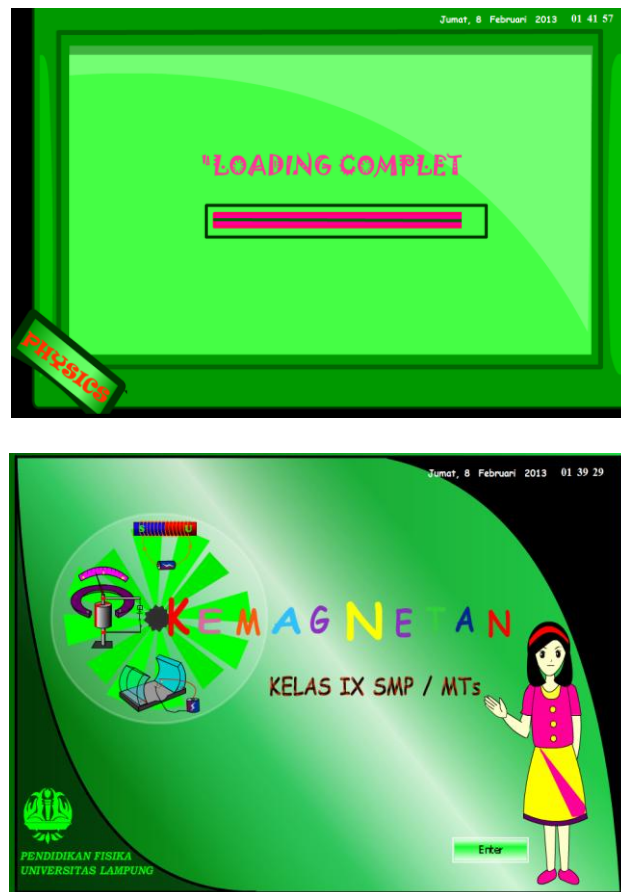 Jumat, 8 Februari 2013 01 41 57
"LOADING COMPLET
PHYSICS
Jumat, 8 Februari 2013 01 39 29
S U
KEMAGNETAN
KELAS IX SMP / MTs
PENDIDIKAN FISIKA
UNIVERSITAS LAMPUNG
Enter